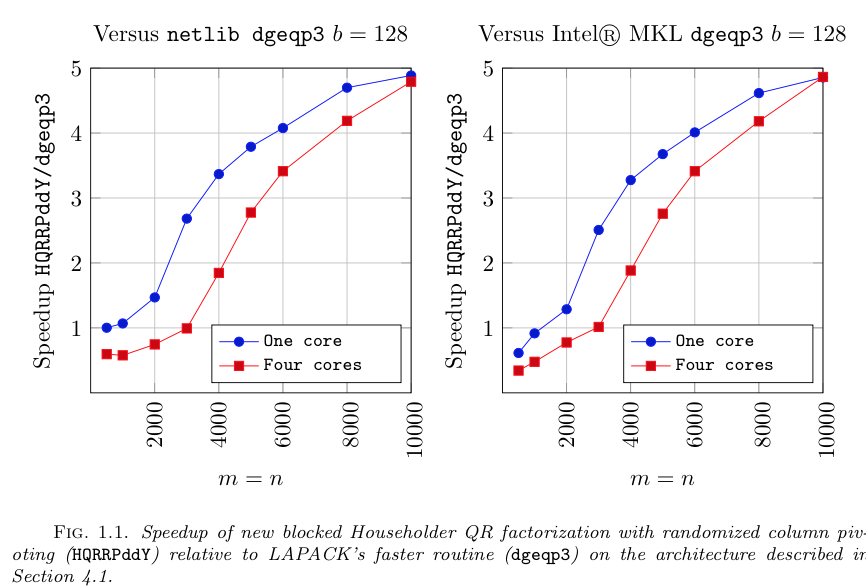 Versus netlib dgeqp3 b = 128
Speedup HQRRPddY/dgeqp3
5
4
3
2
1
One core
Four cores
2000
4000
6000
8000
10000
m = n
Versus Intel® MKL dgeqp3 b = 128
Speedup HQRRPddY/dgeqp3
5
4
3
2
1
One core
Four cores
2000
4000
6000
8000
10000
m = n
Fig. 1.1. Speedup of new blocked Householder QR factorization with randomized column piv-
oting (HQRRPddY) relative to LAPACK's faster routine (dgeqp3) on the architecture described in
Section 4.1.